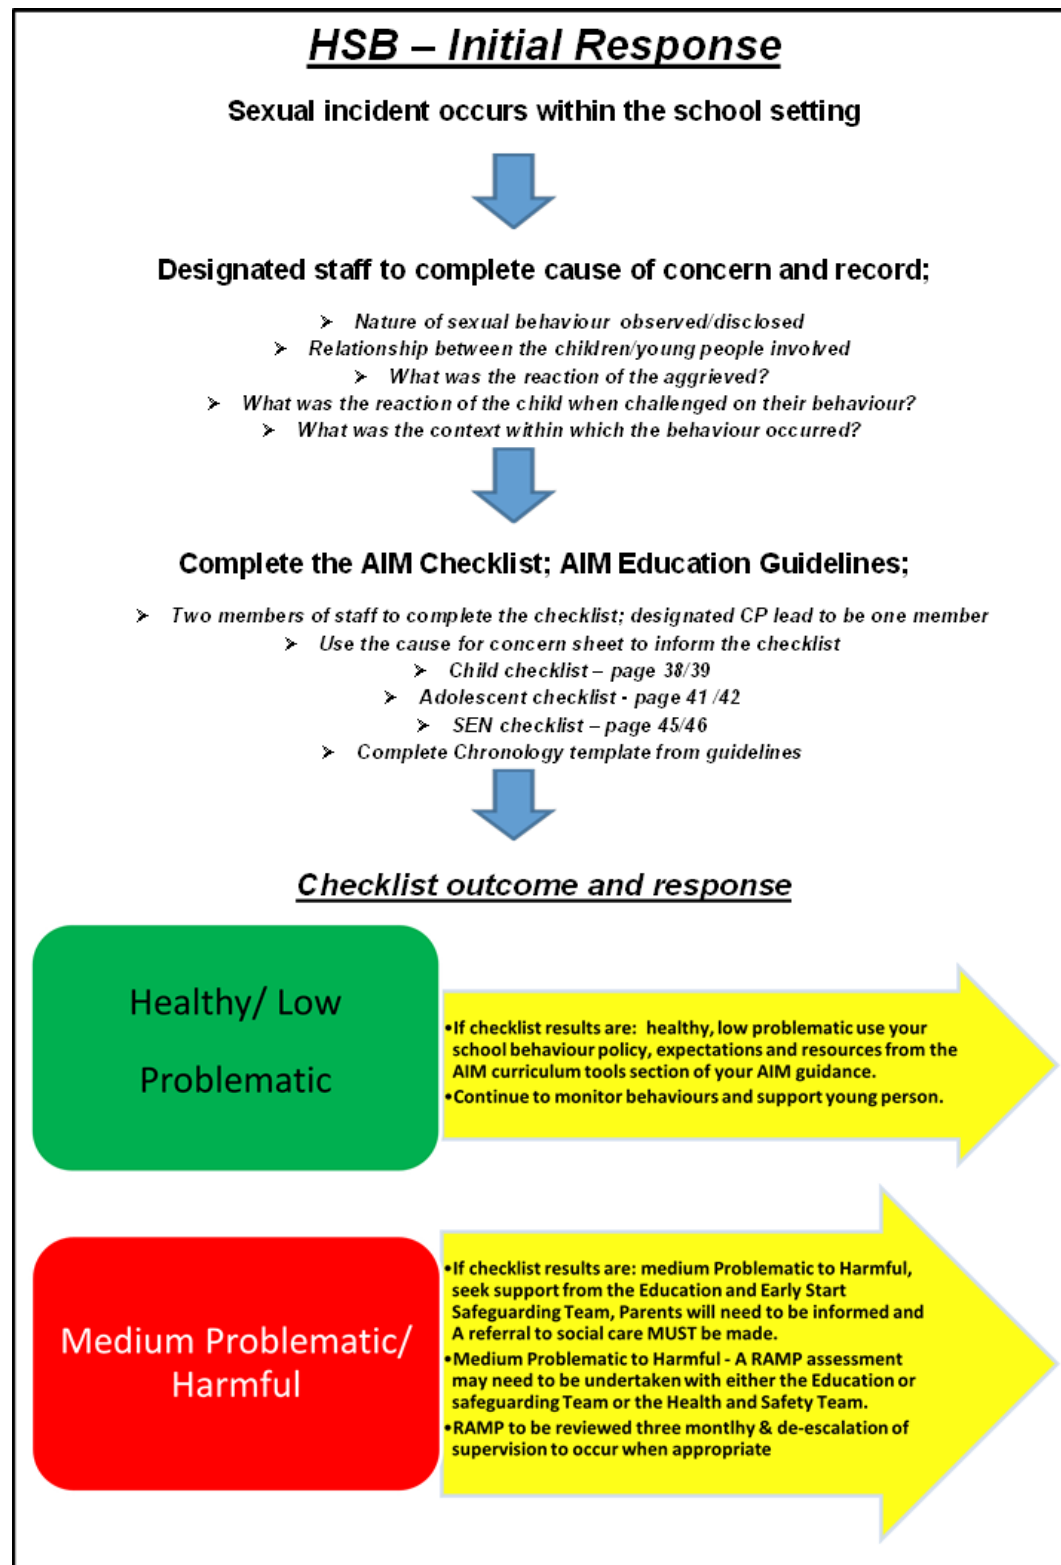 HSB – Initial Response
Sexual incident occurs within the school setting
Designated staff to complete cause of concern and record;
➢ Nature of sexual behaviour observed/disclosed
➢ Relationship between the children/young people involved
➢ What was the reaction of the aggrieved?
➢ What was the reaction of the child when challenged on their behaviour?
➢ What was the context within which the behaviour occurred?
Complete the AIM Checklist; AIM Education Guidelines;
➢ Two members of staff to complete the checklist; designated CP lead to be one member
➢ Use the cause for concern sheet to inform the checklist
➢ Child checklist – page 38/39
➢ Adolescent checklist - page 41/42
➢ SEN checklist – page 45/46
➢ Complete Chronology template from guidelines
Checklist outcome and response
Healthy/ Low
Problematic
•If checklist results are: healthy, low problematic use your
school behaviour policy, expectations and resources from the
AIM curriculum tools section of your AIM guidance.
•Continue to monitor behaviours and support young person.
Medium Problematic/
Harmful
•If checklist results are: medium Problematic to Harmful,
seek support from the Education and Early Start
Safeguarding Team, Parents will need to be informed and
A referral to social care MUST be made.
•Medium Problematic to Harmful - A RAMP assessment
may need to be undertaken with either the Education or
safeguarding Team or the Health and Safety Team.
•RAMP to be reviewed three montlhy & de-escalation of
supervision to occur when appropriate